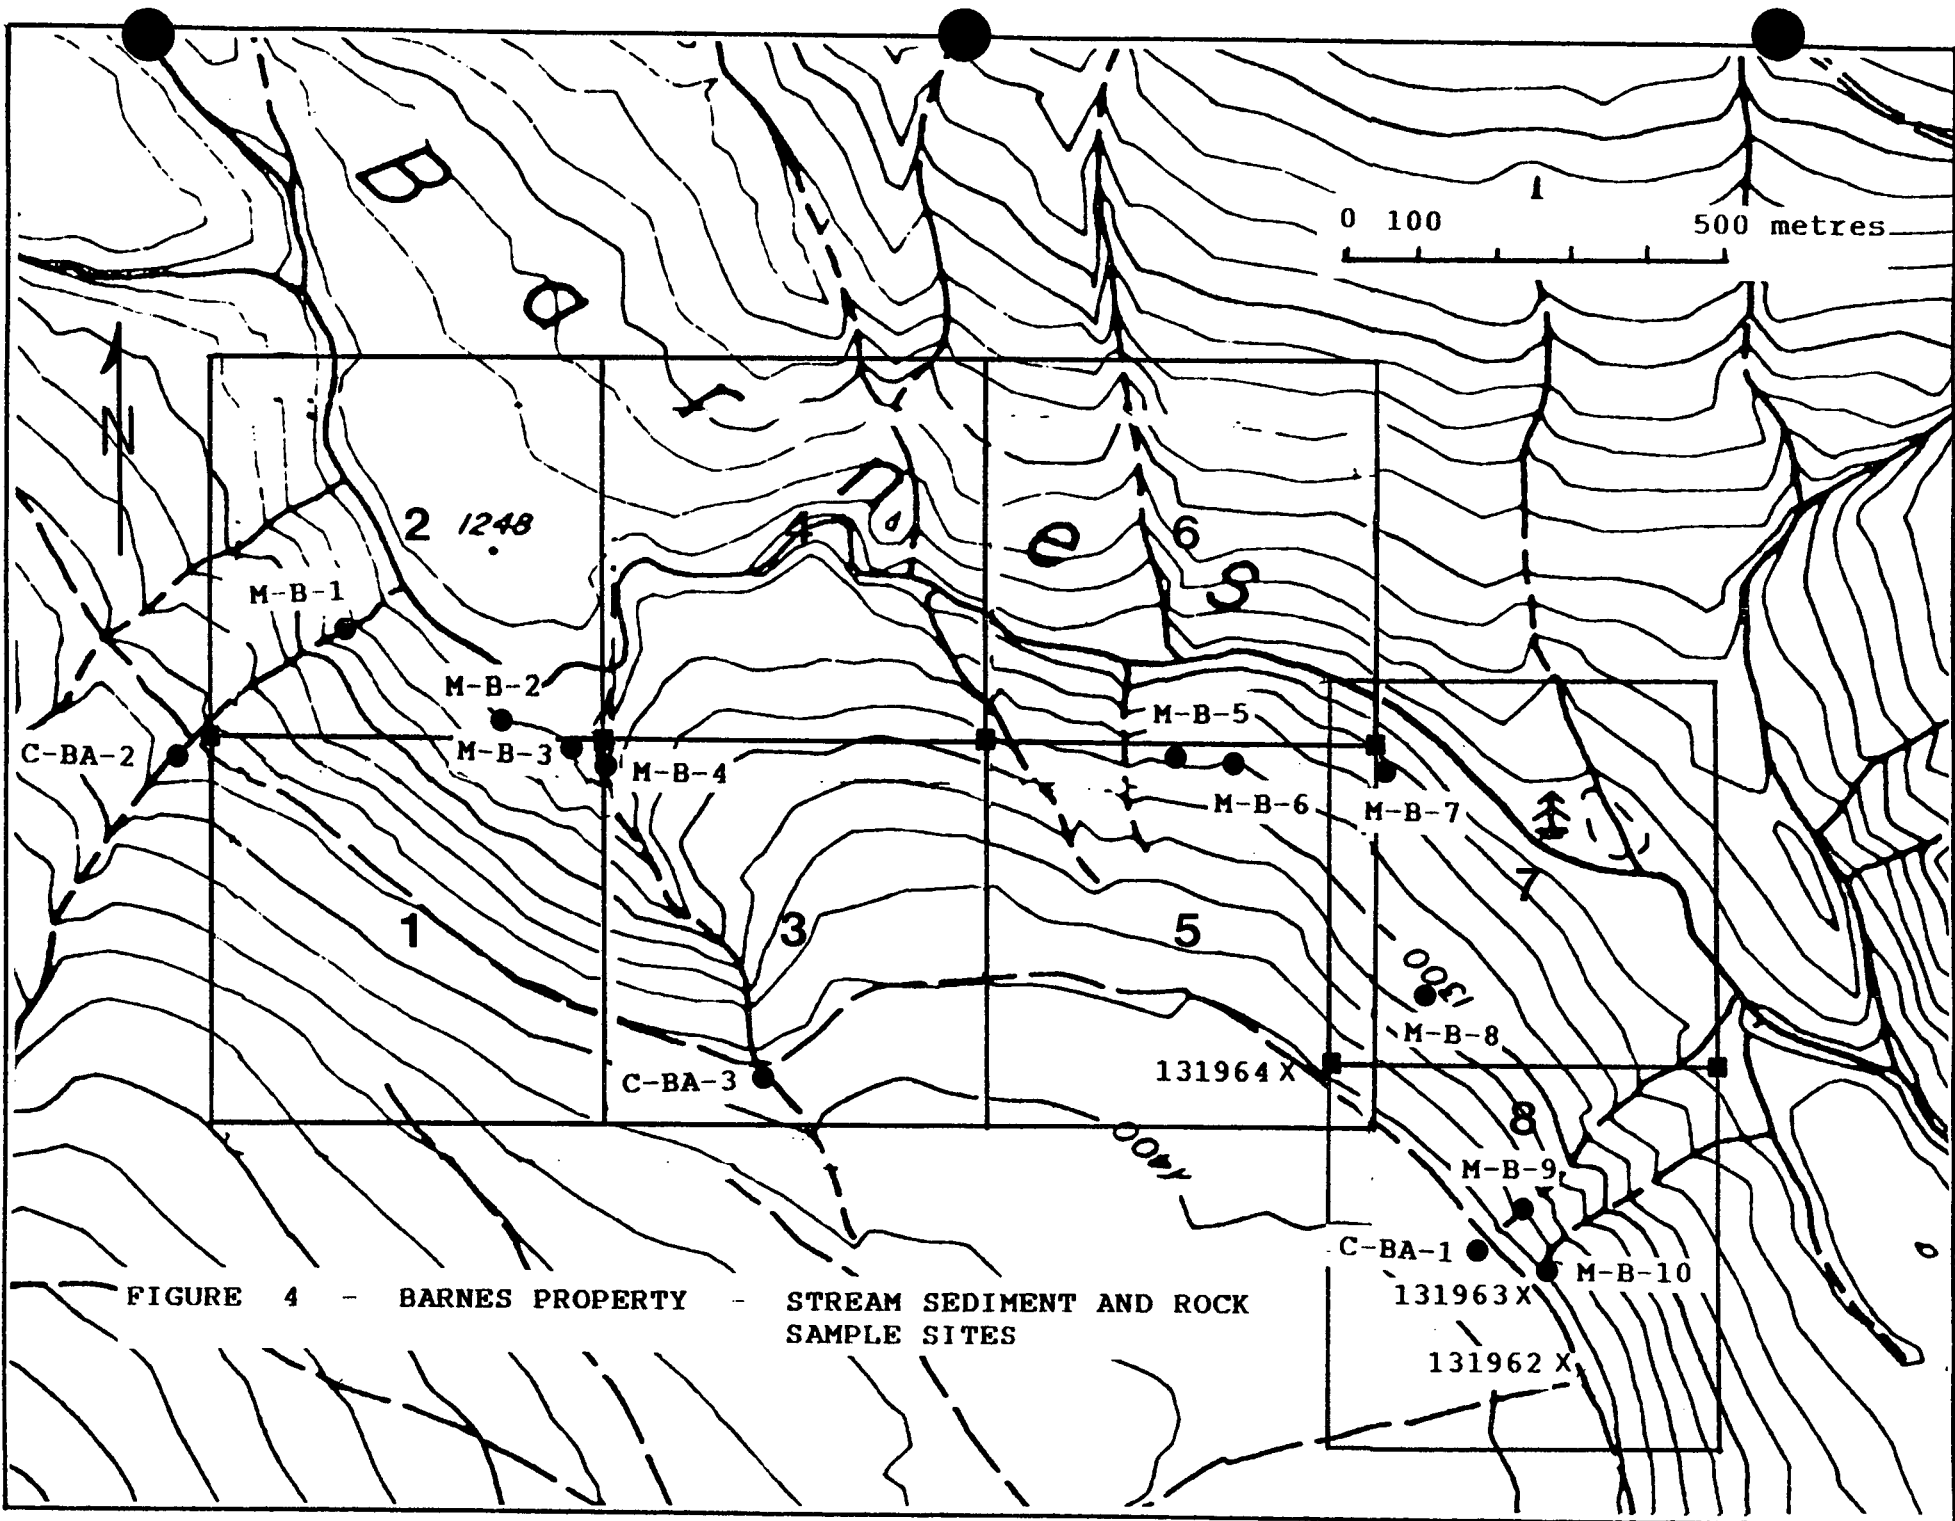 B
a
r
n
e
s
0 100 500 metres
N
2 1248
4
6
M-B-1
M-B-2
M-B-5
C-BA-2
M-B-3
M-B-4
M-B-6
M-B-7
7
1
3
5
1300
M-B-8
131964 X
C-BA-3
8
1400
M-B-9
C-BA-1
M-B-10
131963 X
FIGURE 4 - BARNES PROPERTY - STREAM SEDIMENT AND ROCK
SAMPLE SITES
131962 X